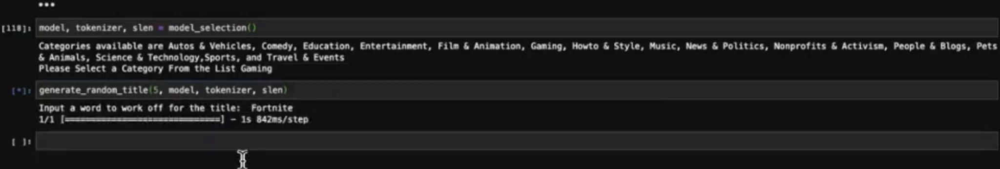 •••
[118]: model, tokenizer, slen = model_selection()
Categories available are Autos & Vehicles, Comedy, Education, Entertainment, Film & Animation, Gaming, Howto & Style, Music, News & Politics, Nonprofits & Activism, People & Blogs, Pets
& Animals, Science & Technology,Sports, and Travel & Events
Please Select a Category From the List Gaming
[*]: generate_random_title(5, model, tokenizer, slen)
Input a word to work off for the title:  Fortnite
1/1 [==============================] - 1s 842ms/step
[ ]: